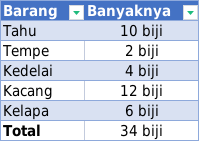 Barang Banyaknya
Tahu 10 biji
Tempe 2 biji
Kedelai 4 biji
Kacang 12 biji
Kelapa 6 biji
Total 34 biji